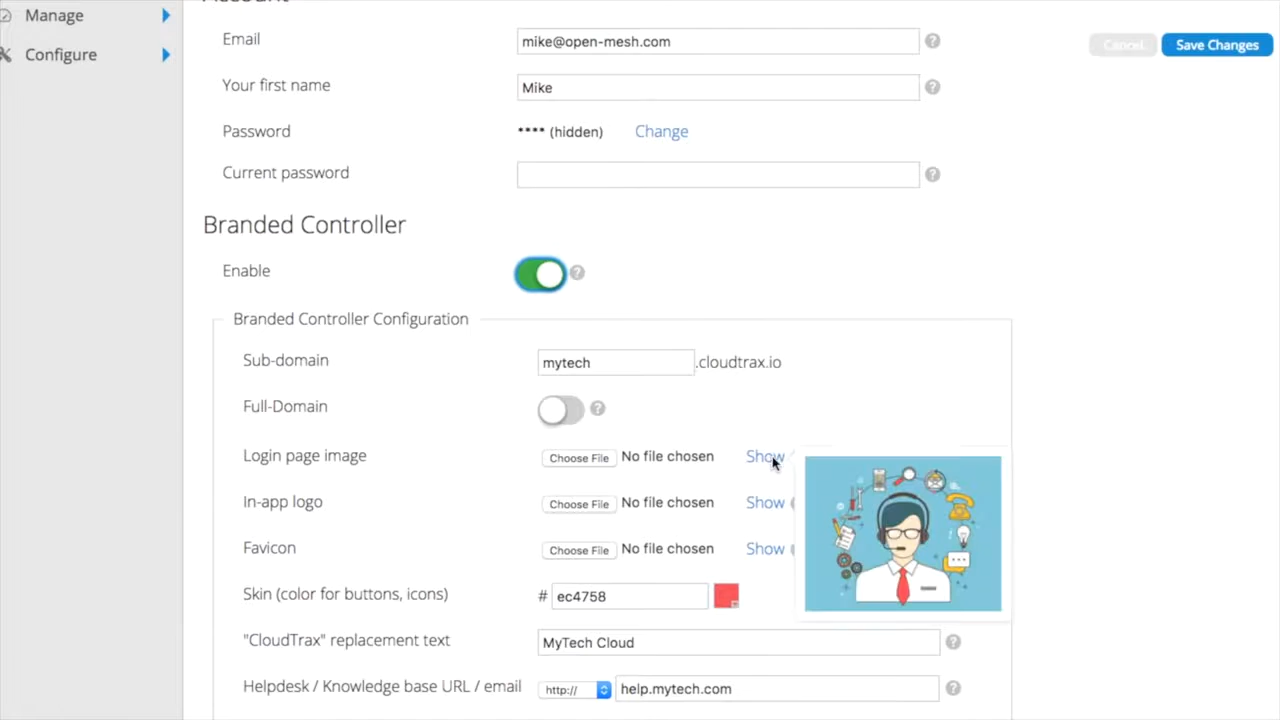 Account
Manage
Configure
Email mike@open-mesh.com ?
Cancel Save Changes
Your first name Mike ?
Password •••• (hidden) Change
Current password ?
Branded Controller
Enable ?
Branded Controller Configuration
Sub-domain mytech .cloudtrax.io
Full-Domain ?
Login page image Choose File No file chosen Show
In-app logo Choose File No file chosen Show
Favicon Choose File No file chosen Show
Skin (color for buttons, icons) # ec4758
"CloudTrax" replacement text MyTech Cloud ?
Helpdesk / Knowledge base URL / email http:// help.mytech.com ?